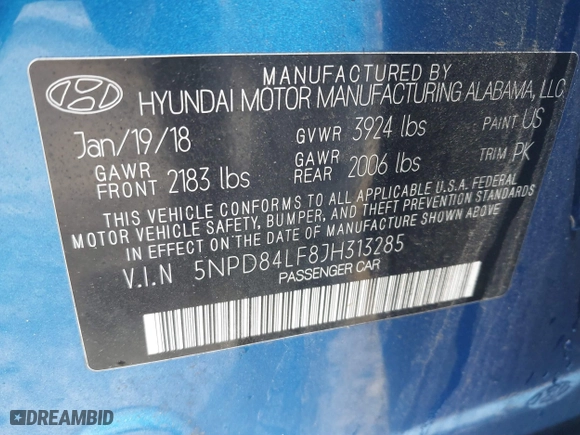 MANUFACTURED BY
HYUNDAI MOTOR MANUFACTURING ALABAMA, LLC
Jan/19/18 GVWR 3924 lbs PAINT US
GAWR FRONT 2183 lbs GAWR REAR 2006 lbs TRIM PK
THIS VEHICLE CONFORMS TO ALL APPLICABLE U.S.A. FEDERAL
MOTOR VEHICLE SAFETY, BUMPER, AND THEFT PREVENTION STANDARDS
IN EFFECT ON THE DATE OF MANUFACTURE SHOWN ABOVE
V.I.N 5NPD84LF8JH313285
PASSENGER CAR
DREAMBID